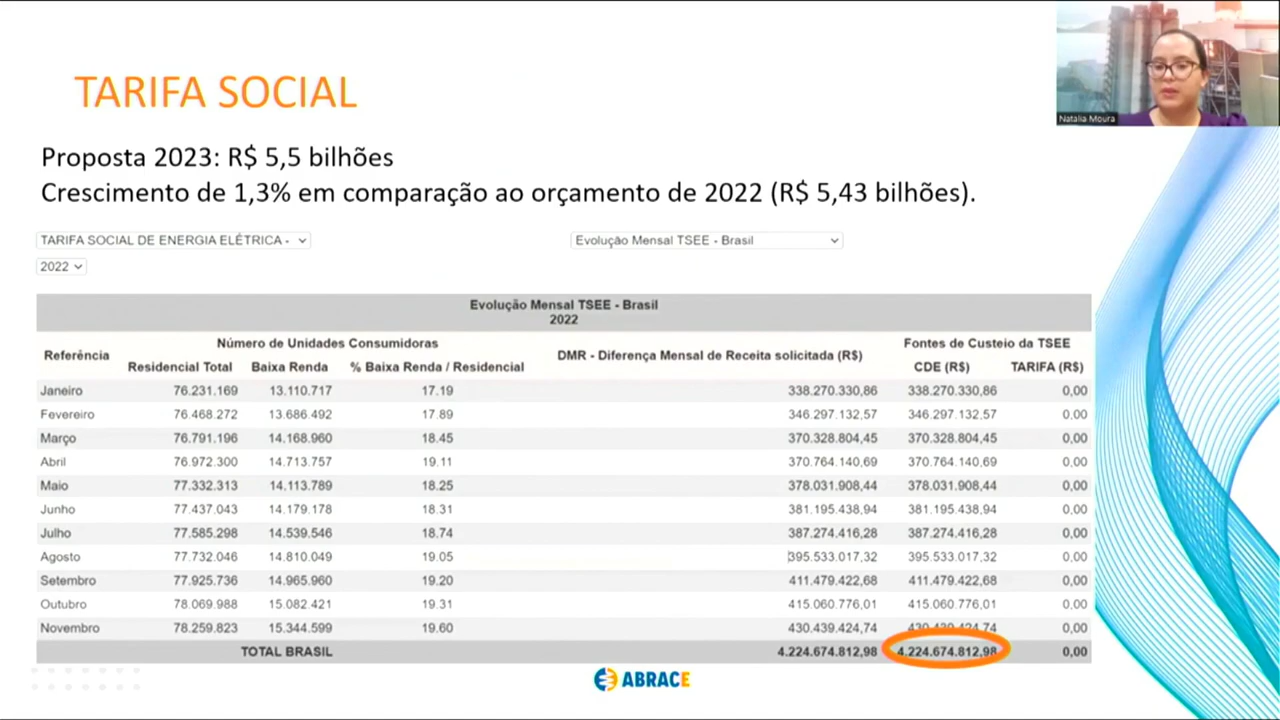 Natalia Moura
TARIFA SOCIAL
Proposta 2023: R$ 5,5 bilhões
Crescimento de 1,3% em comparação ao orçamento de 2022 (R$ 5,43 bilhões).
TARIFA SOCIAL DE ENERGIA ELÉTRICA - Evolução Mensal TSEE - Brasil
2022
Evolução Mensal TSEE - Brasil
2022
Referência Número de Unidades Consumidoras DMR - Diferença Mensal de Receita solicitada (R$) Fontes de Custeio da TSEE
Residencial Total Baixa Renda % Baixa Renda / Residencial CDE (R$) TARIFA (R$)
Janeiro 76.231.169 13.110.717 17.19 338.270.330,86 338.270.330,86 0,00
Fevereiro 76.468.272 13.686.492 17.89 346.297.132,57 346.297.132,57 0,00
Março 76.791.196 14.168.960 18.45 370.328.804,45 370.328.804,45 0,00
Abril 76.972.300 14.713.757 19.11 370.764.140,69 370.764.140,69 0,00
Maio 77.332.313 14.113.789 18.25 378.031.908,44 378.031.908,44 0,00
Junho 77.437.043 14.179.178 18.31 381.195.438,94 381.195.438,94 0,00
Julho 77.585.298 14.539.546 18.74 387.274.416,28 387.274.416,28 0,00
Agosto 77.732.046 14.810.049 19.05 395.533.017,32 395.533.017,32 0,00
Setembro 77.925.736 14.965.960 19.20 411.479.422,68 411.479.422,68 0,00
Outubro 78.069.988 15.082.421 19.31 415.060.776,01 415.060.776,01 0,00
Novembro 78.259.823 15.344.599 19.60 430.439.424,74 430.439.424,74 0,00
TOTAL BRASIL 4.224.674.812,98 4.224.674.812,98 0,00
ABRACE